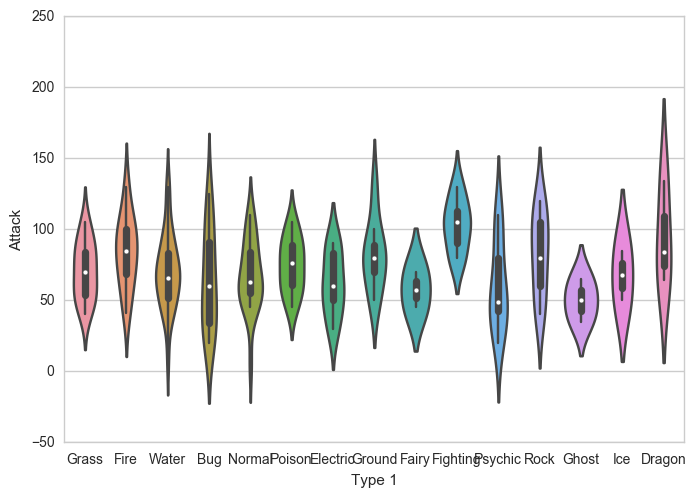 250
200
150
100
50
0
−50
Attack
Grass Fire Water Bug Normal Poison Electric Ground Fairy Fighting Psychic Rock Ghost Ice Dragon
Type 1